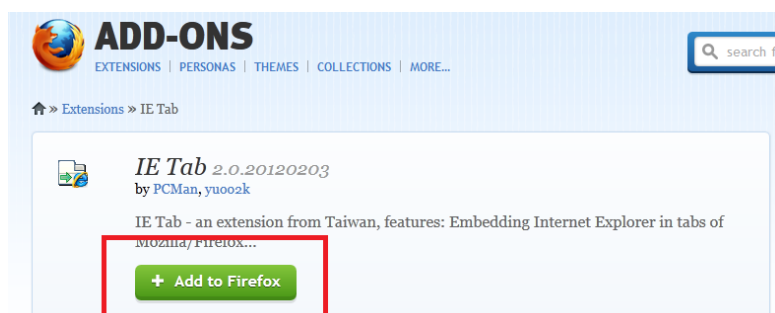 ADD-ONS
EXTENSIONS | PERSONAS | THEMES | COLLECTIONS | MORE...
search f
» Extensions » IE Tab
IE Tab 2.0.20120203
by PCMan, yuoo2k
IE Tab - an extension from Taiwan, features: Embedding Internet Explorer in tabs of
Mozilla/Firefox...
+ Add to Firefox